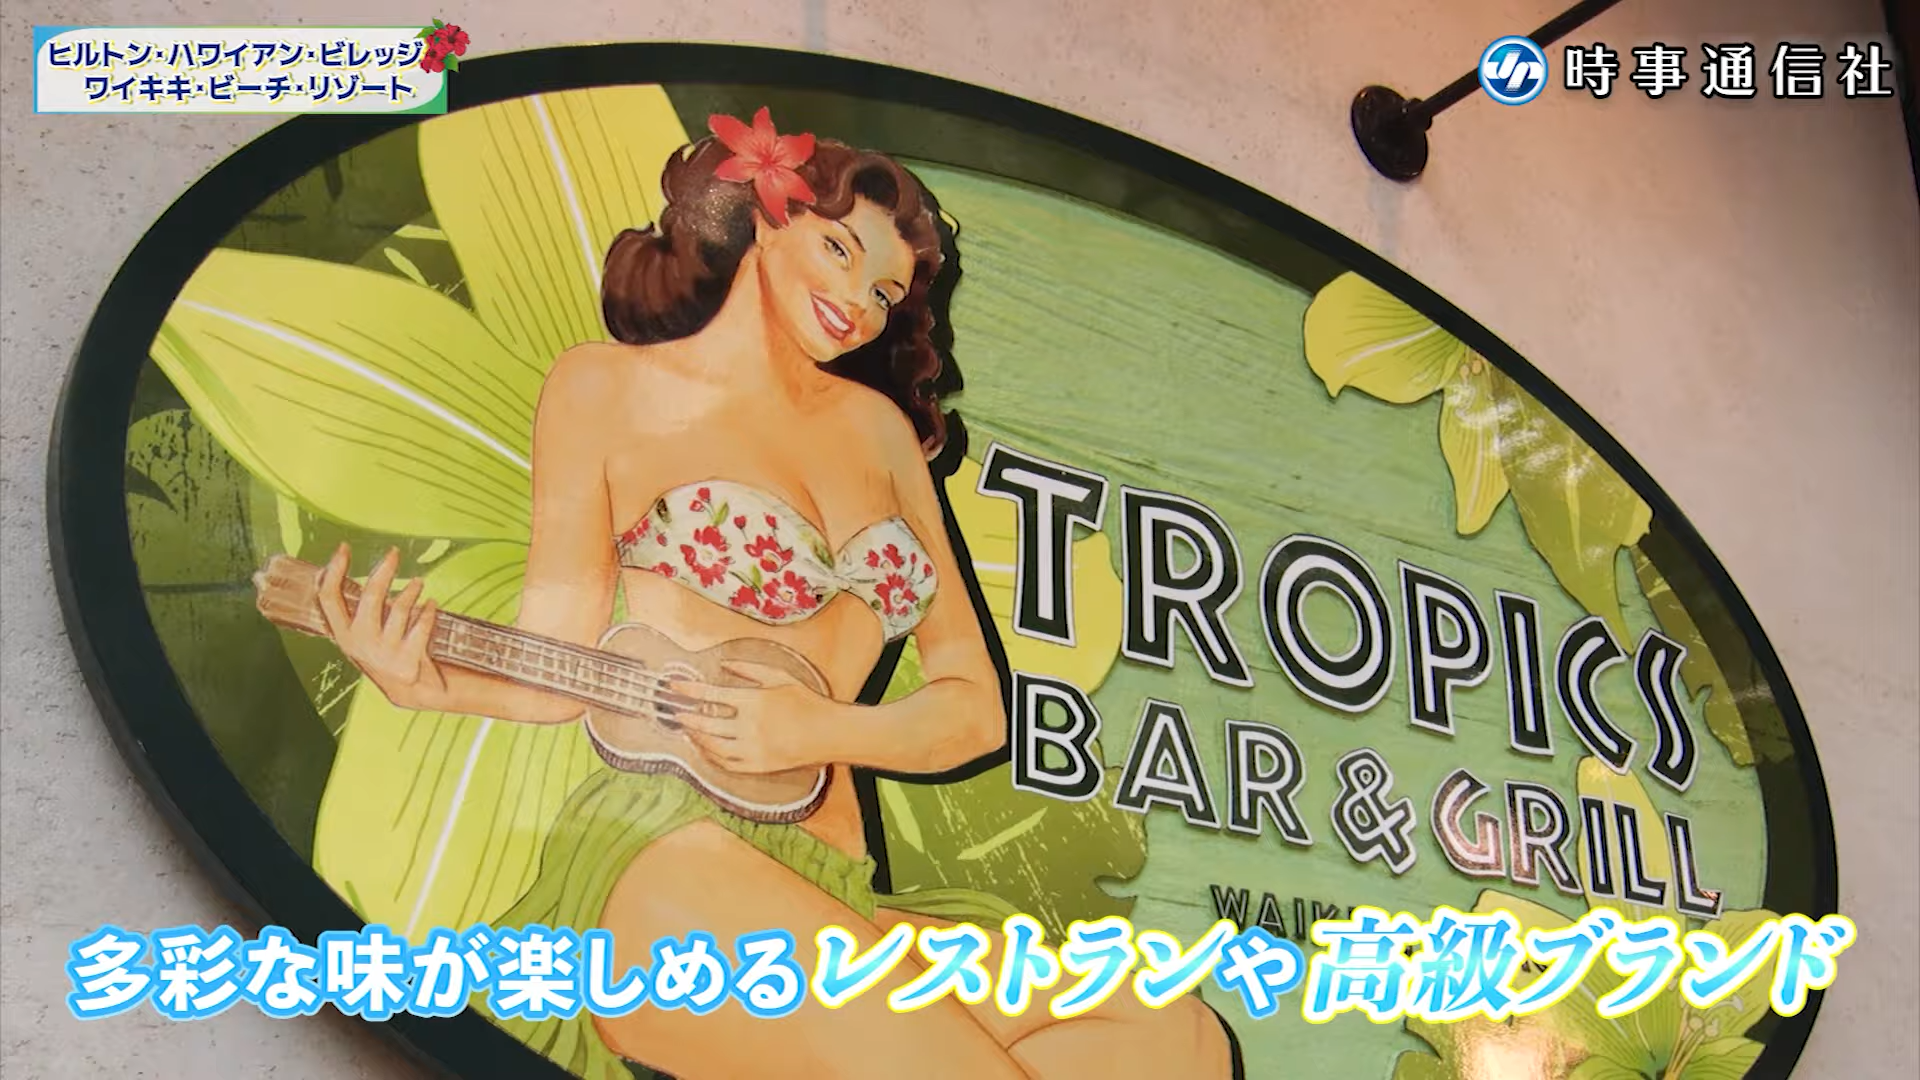 ヒルトン・ハワイアン・ビレッジ
ワイキキ・ビーチ・リゾート
時事通信社
TROPICS
BAR & GRILL
多彩な味が楽しめるレストランや高級ブランド